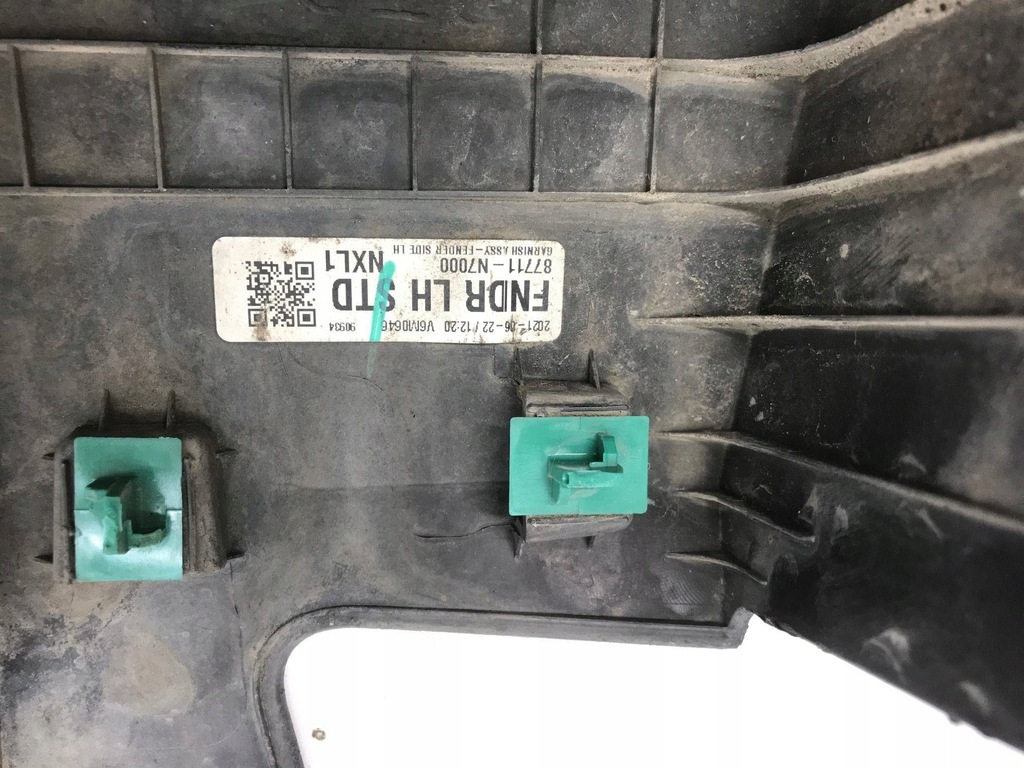 2021-06-22 / 12:20 V6M0646 90934
FNDR LH STD
87711-N7000 NXL1
GARNISH ASSY-FENDER SIDE LH